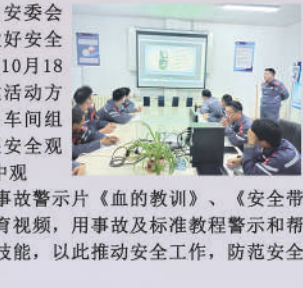 安委会
好安全
10月18
活动方
车间组
安全观
中观
事故警示片《血的教训》、《安全带
育视频，用事故及标准教程警示和帮
技能，以此推动安全工作，防范安全